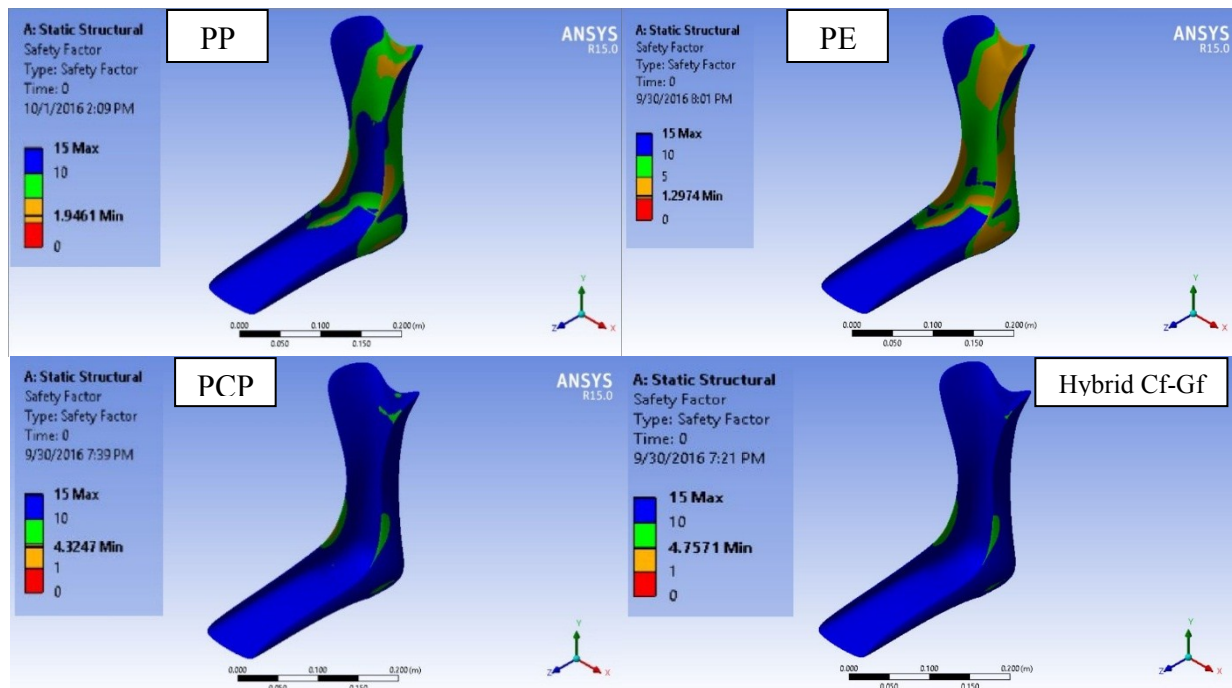 A: Static Structural
Safety Factor
Type: Safety Factor
Time: 0
10/1/2016 2:09 PM
PP
ANSYS
R15.0
15 Max
10
1.9461 Min
0
0.000
0.100
0.200 (m)
0.050
0.150
Y
Z
X
A: Static Structural
Safety Factor
Type: Safety Factor
Time: 0
9/30/2016 8:01 PM
PE
ANSYS
R15.0
15 Max
10
5
1.2974 Min
0
0.000
0.100
0.200 (m)
0.050
0.150
Y
Z
X
A: Static Structural
Safety Factor
Type: Safety Factor
Time: 0
9/30/2016 7:39 PM
PCP
ANSYS
R15.0
15 Max
10
4.3247 Min
1
0
0.000
0.100
0.200 (m)
0.050
0.150
Y
Z
X
A: Static Structural
Safety Factor
Type: Safety Factor
Time: 0
9/30/2016 7:21 PM
Hybrid Cf-Gf
15 Max
10
4.7571 Min
1
0
0.000
0.100
0.200 (m)
0.050
0.150
Y
Z
X